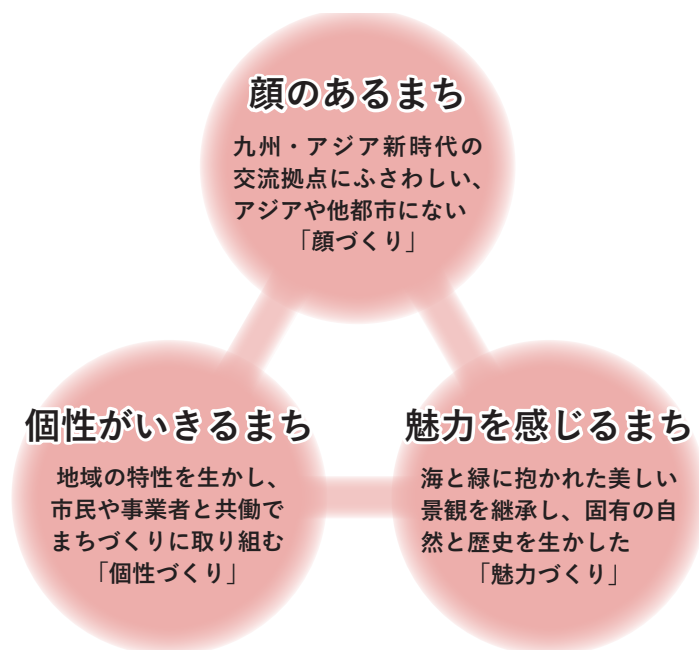 顔のあるまち
九州・アジア新時代の
交流拠点にふさわしい、
アジアや他都市にない
「顔づくり」
個性がいきるまち
地域の特性を生かし、
市民や事業者と共働で
まちづくりに取り組む
「個性づくり」
魅力を感じるまち
海と緑に抱かれた美しい
景観を継承し、固有の自
然と歴史を生かした
「魅力づくり」